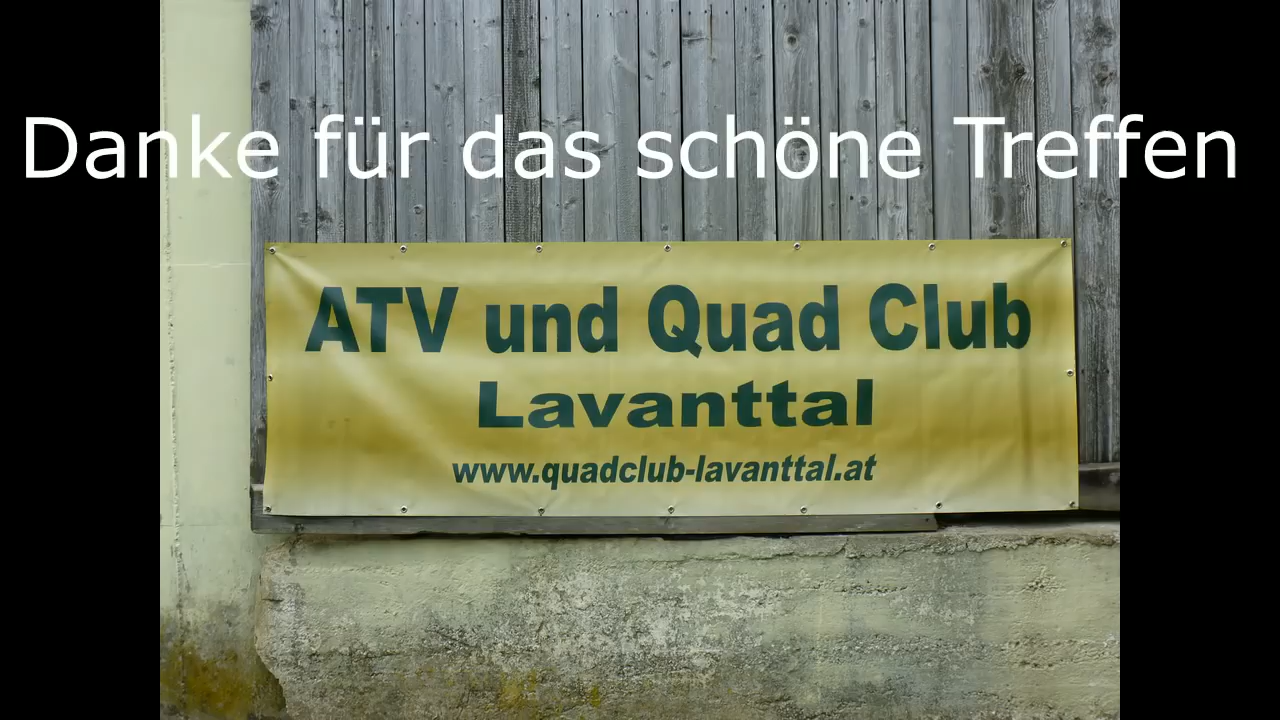 Danke für das schöne Treffen
ATV und Quad Club
Lavanttal
www.quadclub-lavanttal.at